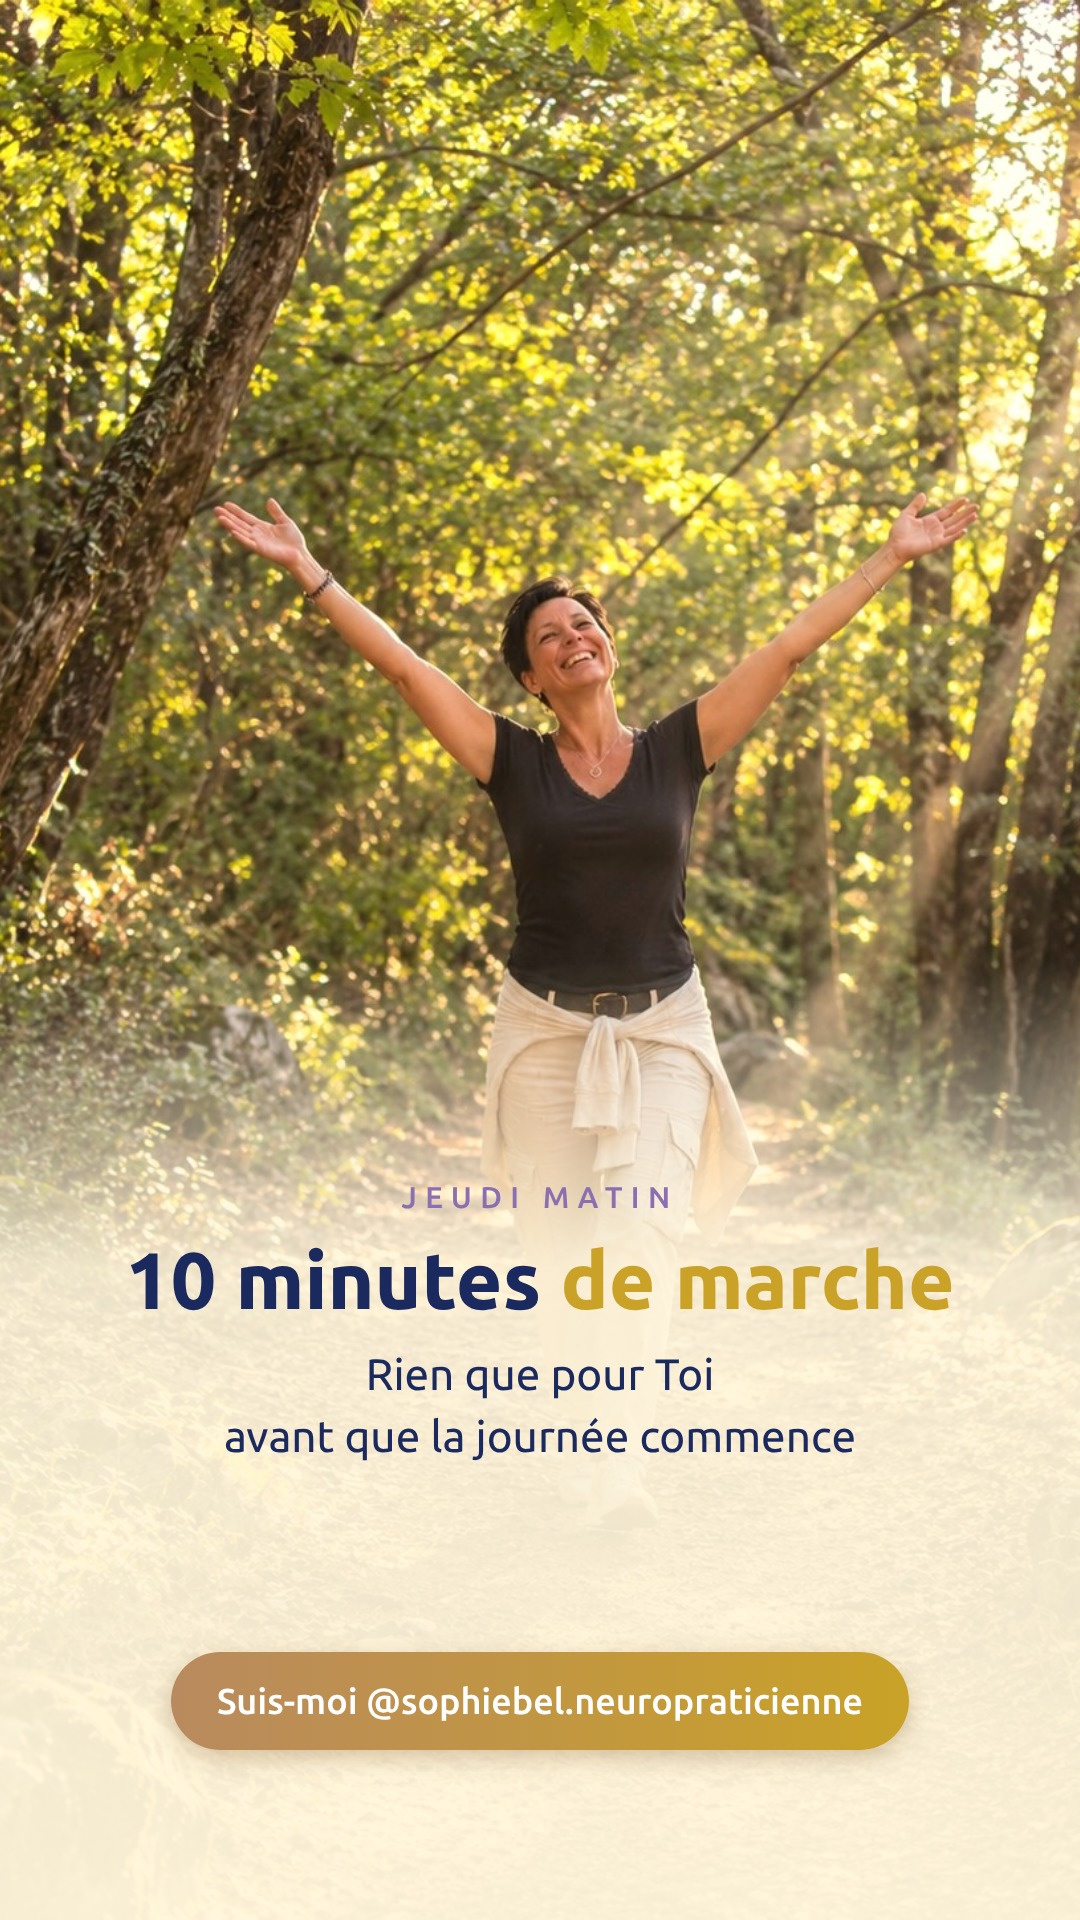 JEUDI MATIN
10 minutes de marche
Rien que pour Toi
avant que la journée commence
Suis-moi @sophiebel.neuropraticienne